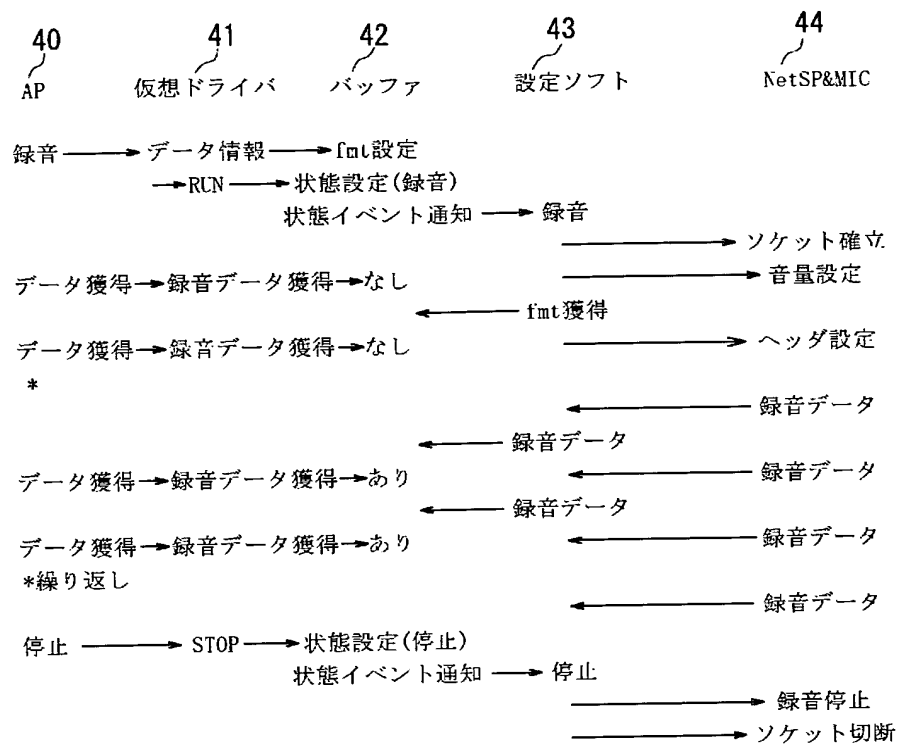 40 41 42 43 44
AP 仮想ドライバ バッファ 設定ソフト NetSP&MIC
録音→データ情報→fmt設定
→RUN→状態設定(録音)
状態イベント通知→録音
→ソケット確立
データ獲得→録音データ獲得→なし →音量設定
←fmt獲得
データ獲得→録音データ獲得→なし →ヘッダ設定
*
←録音データ
←録音データ
データ獲得→録音データ獲得→あり ←録音データ
←録音データ
データ獲得→録音データ獲得→あり ←録音データ
*繰り返し
←録音データ
停止→STOP→状態設定(停止)
状態イベント通知→停止
→録音停止
→ソケット切断